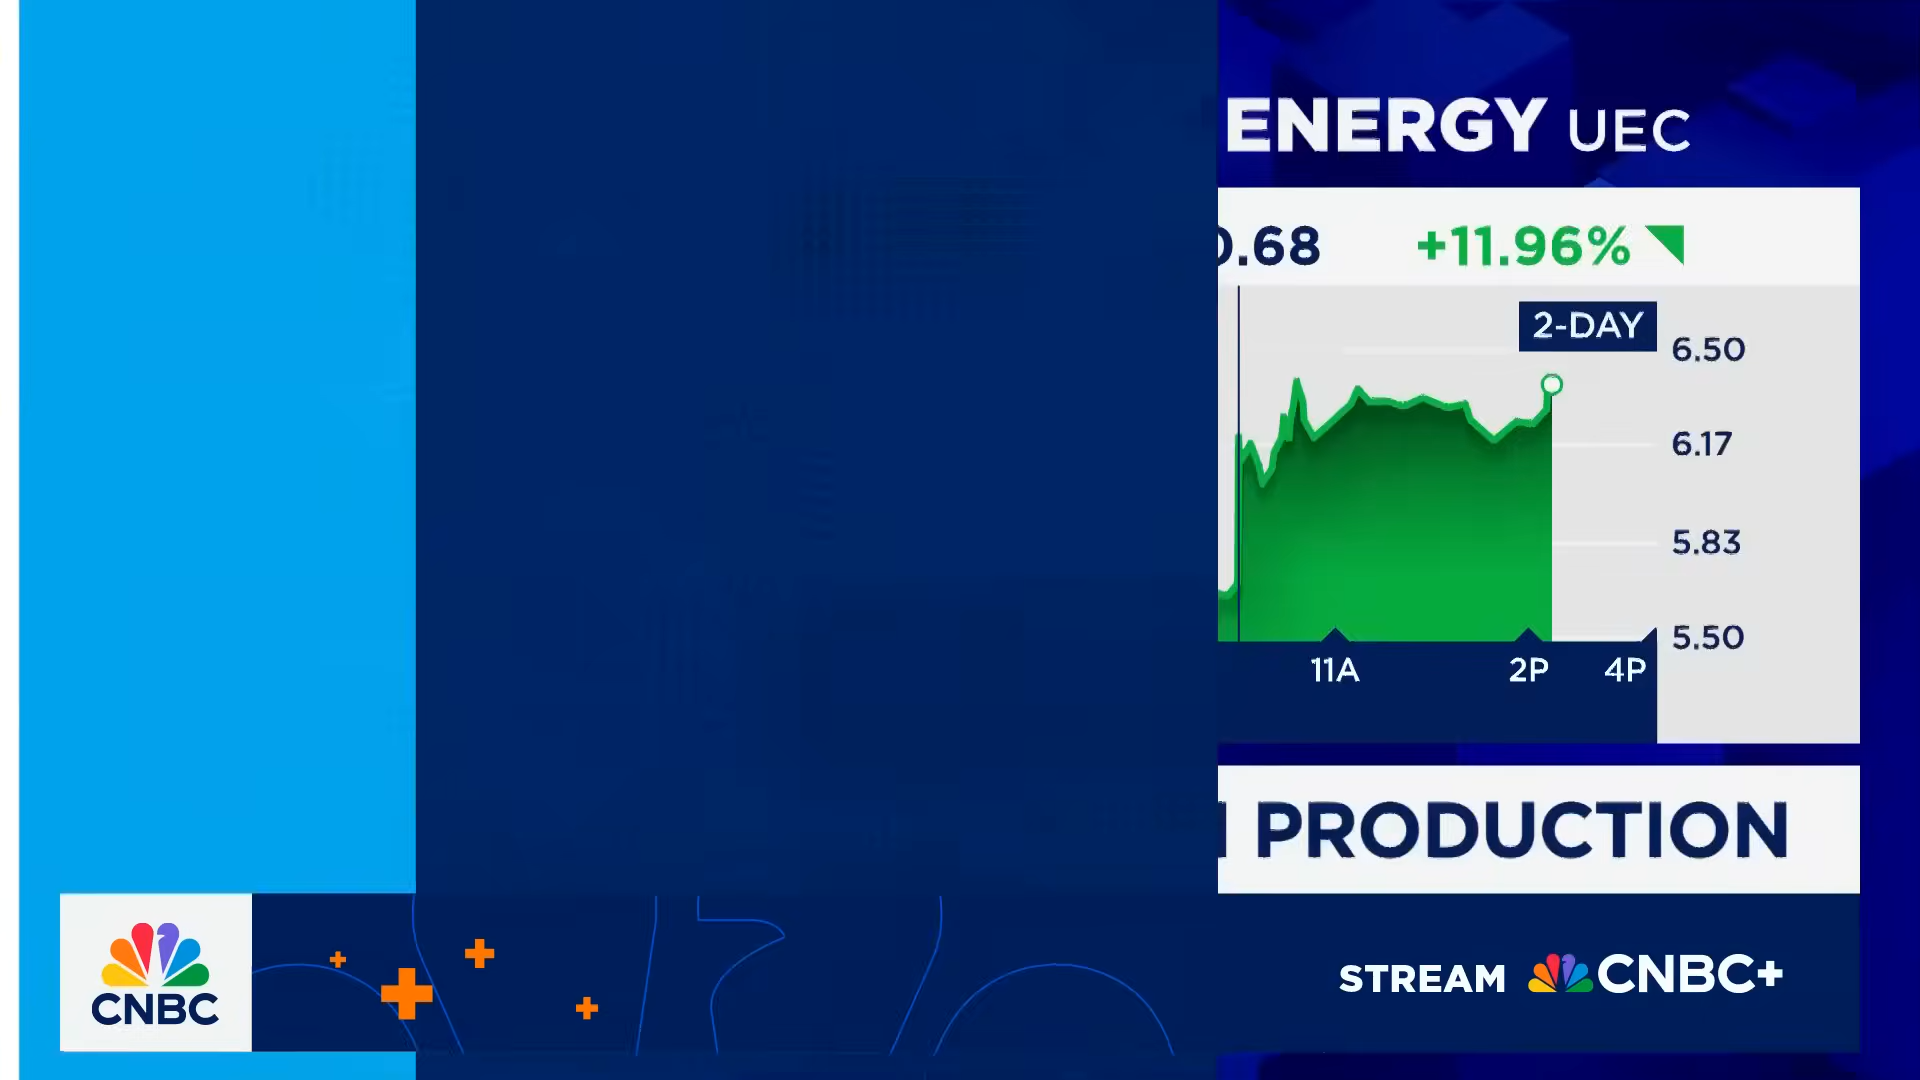 ENERGY UEC
0.68 +11.96%
2-DAY
6.50
6.17
5.83
5.50
11A 2P 4P
PRODUCTION
CNBC
STREAM CNBC+